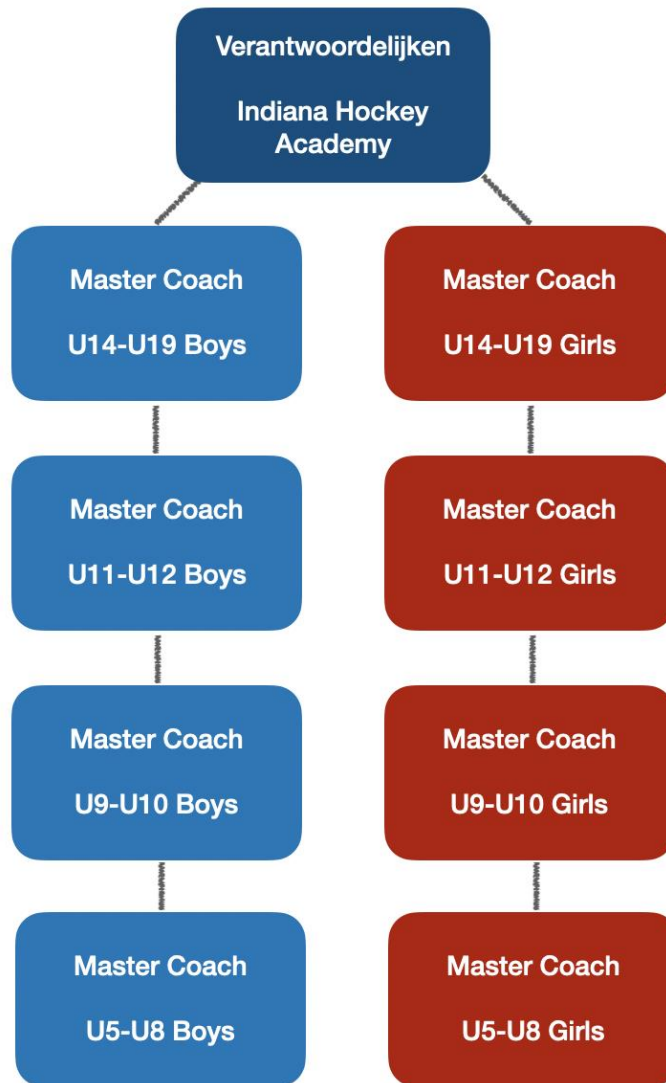 Verantwoordelijken
Indiana Hockey
Academy
Master Coach
U14-U19 Boys
Master Coach
U14-U19 Girls
Master Coach
U11-U12 Boys
Master Coach
U11-U12 Girls
Master Coach
U9-U10 Boys
Master Coach
U9-U10 Girls
Master Coach
U5-U8 Boys
Master Coach
U5-U8 Girls